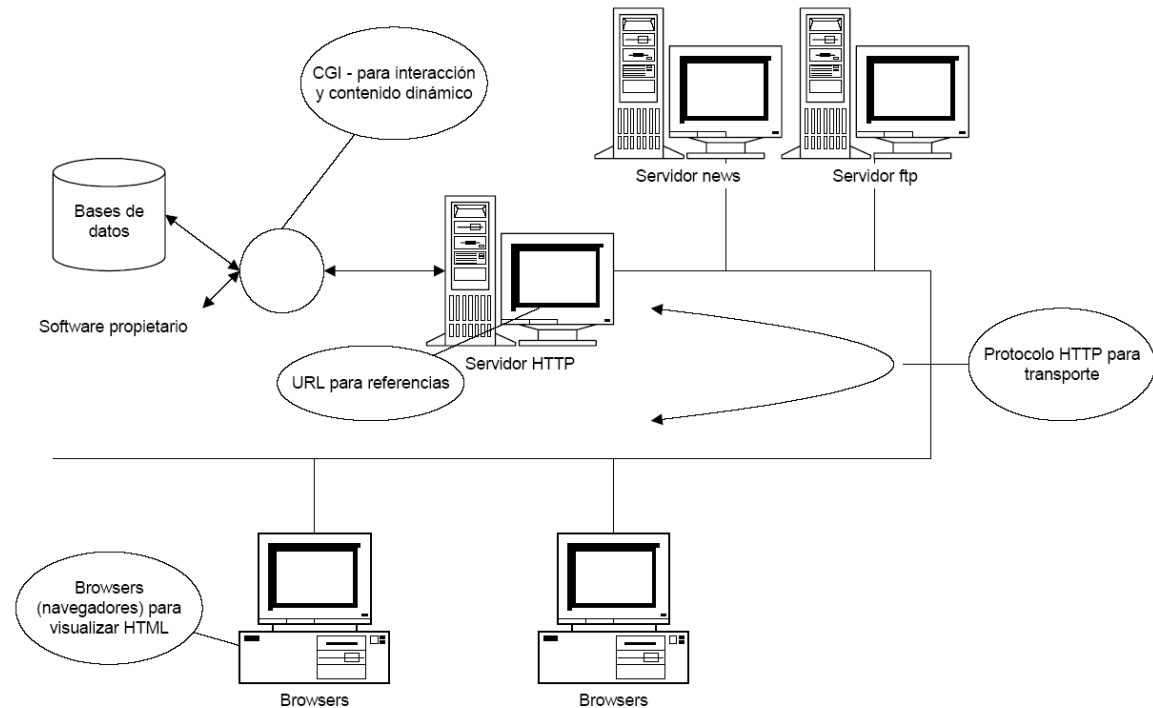 CGI - para interacción
y contenido dinámico
Servidor news
Servidor ftp
Bases de
datos
Software propietario
Servidor HTTP
URL para referencias
Protocolo HTTP para
transporte
Browsers
(navegadores) para
visualizar HTML
Browsers
Browsers